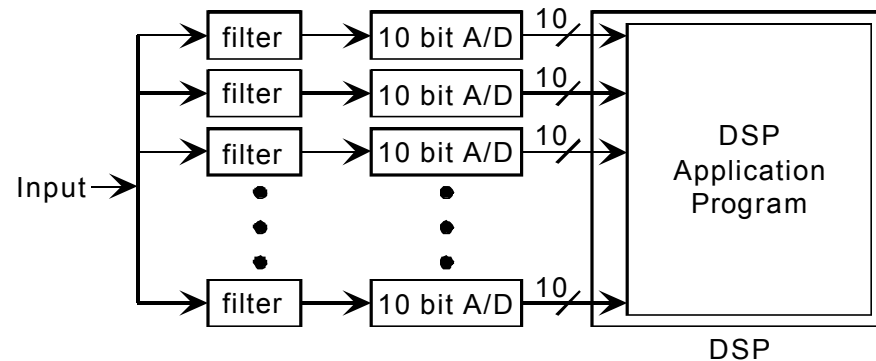 filter 10 bit A/D 10
filter 10 bit A/D 10
filter 10 bit A/D 10
Input
DSP
Application
Program
filter 10 bit A/D 10
DSP